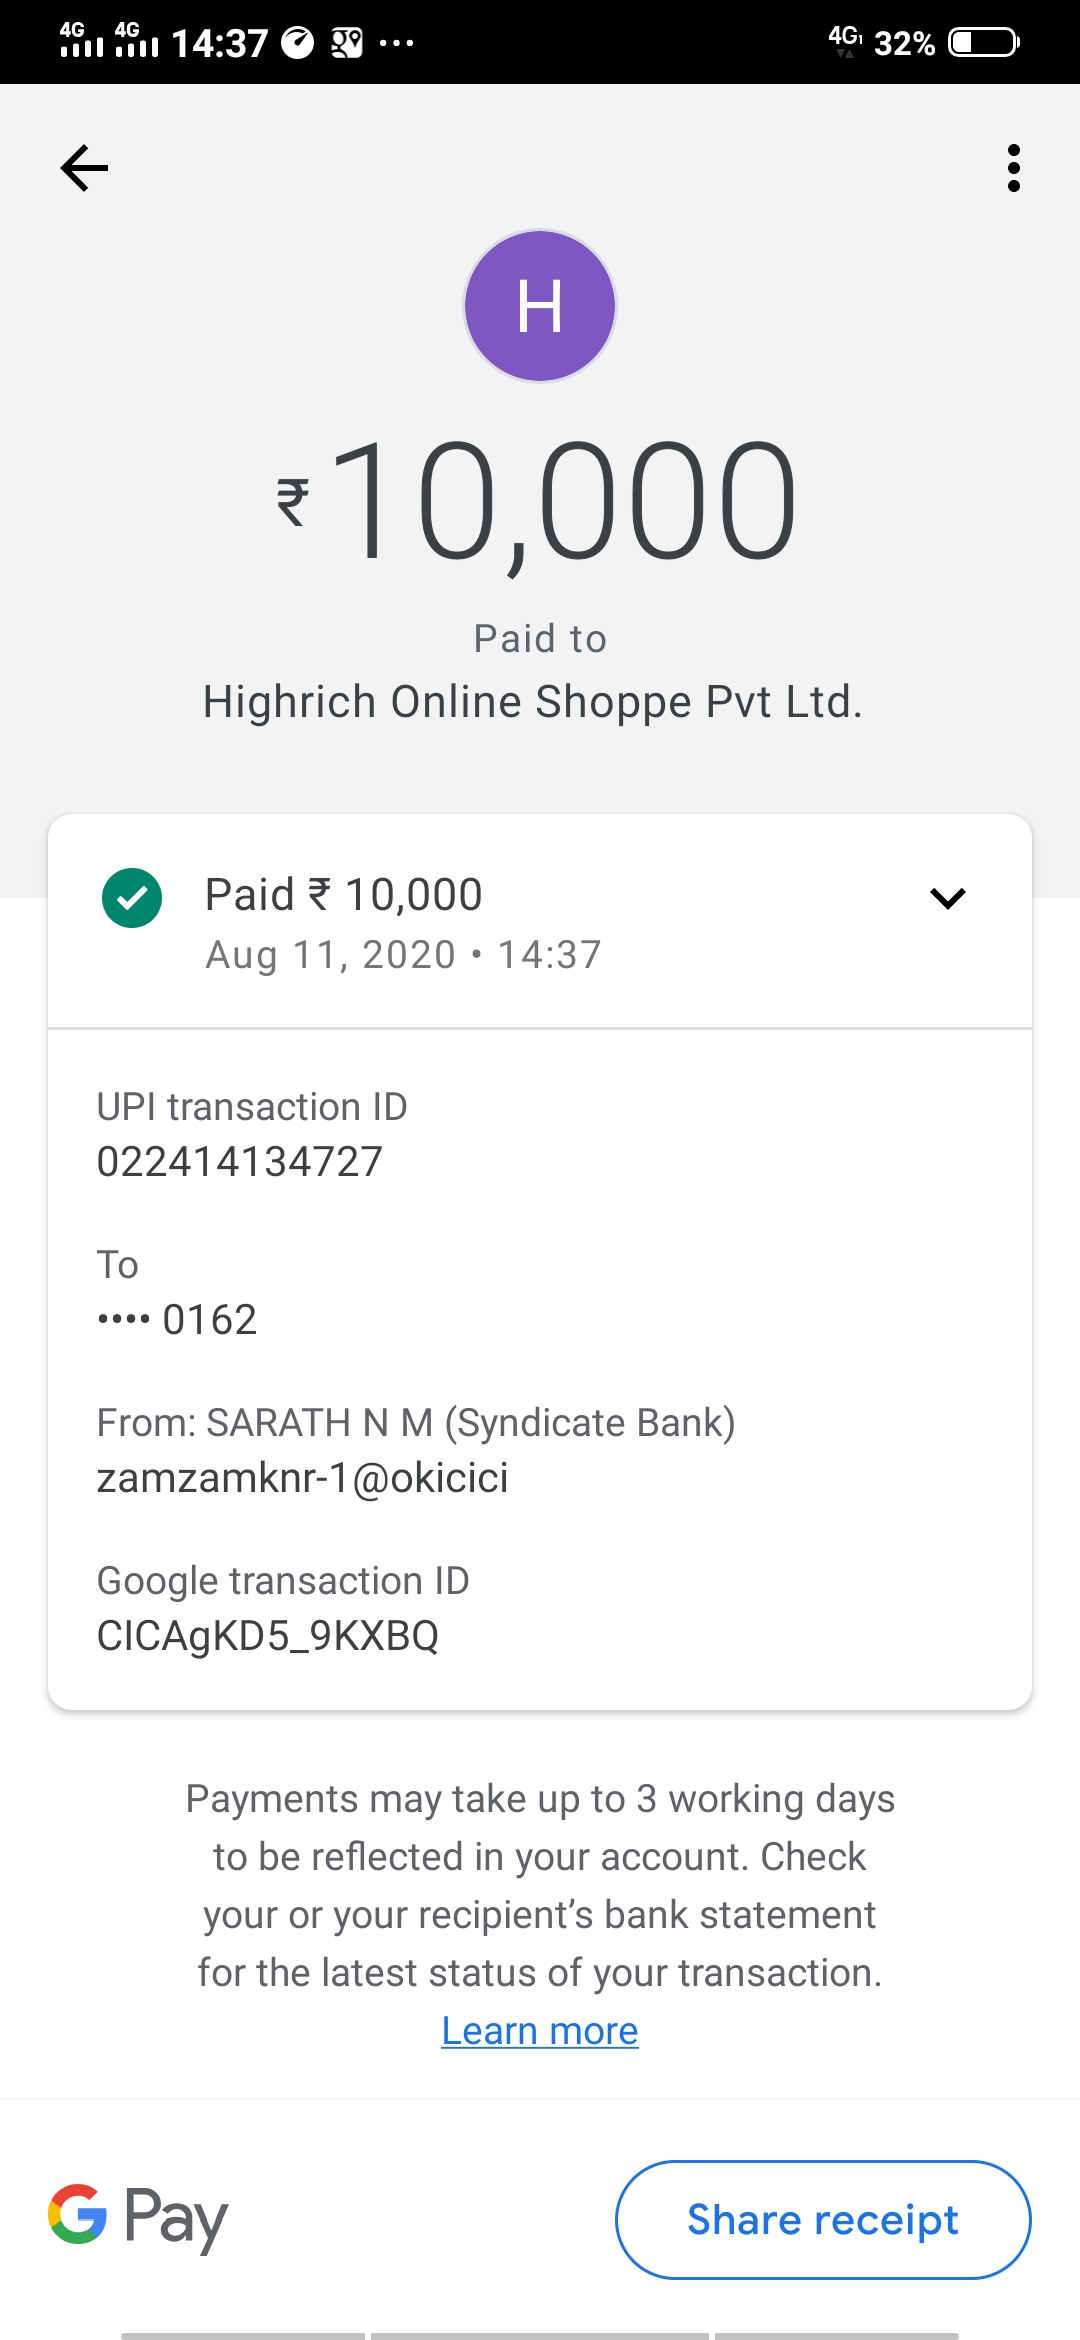 4G 4G 14:37 ... 4G1 32%
H
₹10,000
Paid to
Highrich Online Shoppe Pvt Ltd.
Paid ₹ 10,000
Aug 11, 2020 • 14:37
UPI transaction ID
022414134727
To
•••• 0162
From: SARATH N M (Syndicate Bank)
zamzamknr-1@okicici
Google transaction ID
CICAgKD5_9KXBQ
Payments may take up to 3 working days
to be reflected in your account. Check
your or your recipient’s bank statement
for the latest status of your transaction.
Learn more
G Pay
Share receipt